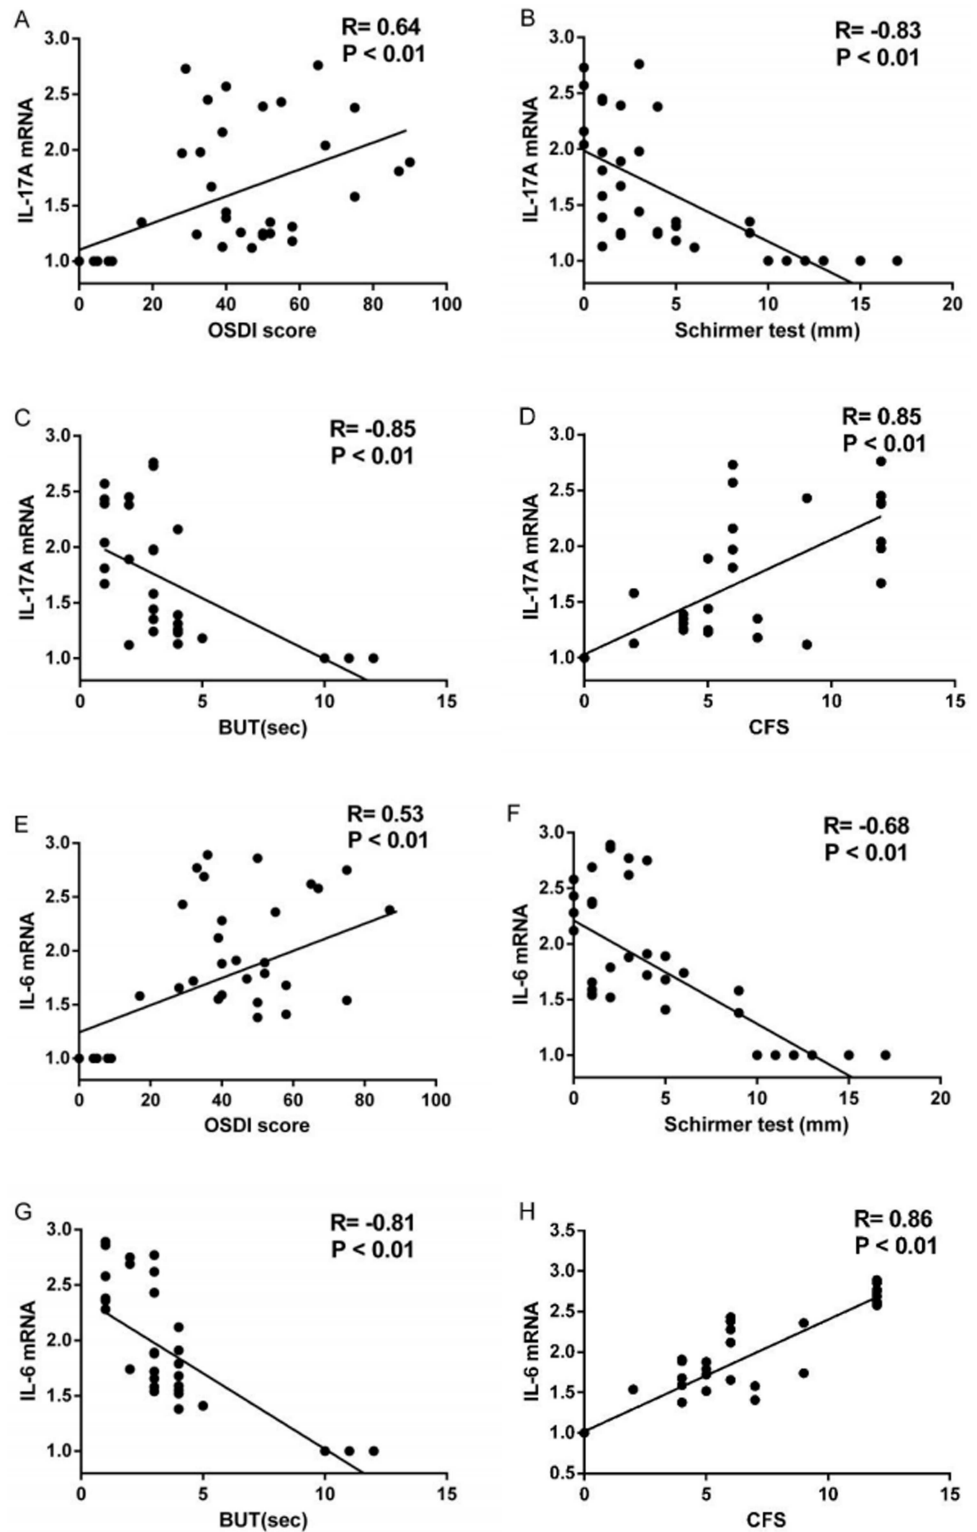 A
R= 0.64
P < 0.01
3.0
2.5
2.0
1.5
1.0
IL-17A mRNA
0 20 40 60 80 100
OSDI score
B
R= -0.83
P < 0.01
3.0
2.5
2.0
1.5
1.0
IL-17A mRNA
0 5 10 15 20
Schirmer test (mm)
C
R= -0.85
P < 0.01
3.0
2.5
2.0
1.5
1.0
IL-17A mRNA
0 5 10 15
BUT(sec)
D
R= 0.85
P < 0.01
3.0
2.5
2.0
1.5
1.0
IL-17A mRNA
0 5 10 15
CFS
E
R= 0.53
P < 0.01
3.0
2.5
2.0
1.5
1.0
IL-6 mRNA
0 20 40 60 80 100
OSDI score
F
R= -0.68
P < 0.01
3.0
2.5
2.0
1.5
1.0
IL-6 mRNA
0 5 10 15 20
Schirmer test (mm)
G
R= -0.81
P < 0.01
3.0
2.5
2.0
1.5
1.0
IL-6 mRNA
0 5 10 15
BUT(sec)
H
R= 0.86
P < 0.01
3.5
3.0
2.5
2.0
1.5
1.0
0.5
IL-6 mRNA
0 5 10 15
CFS